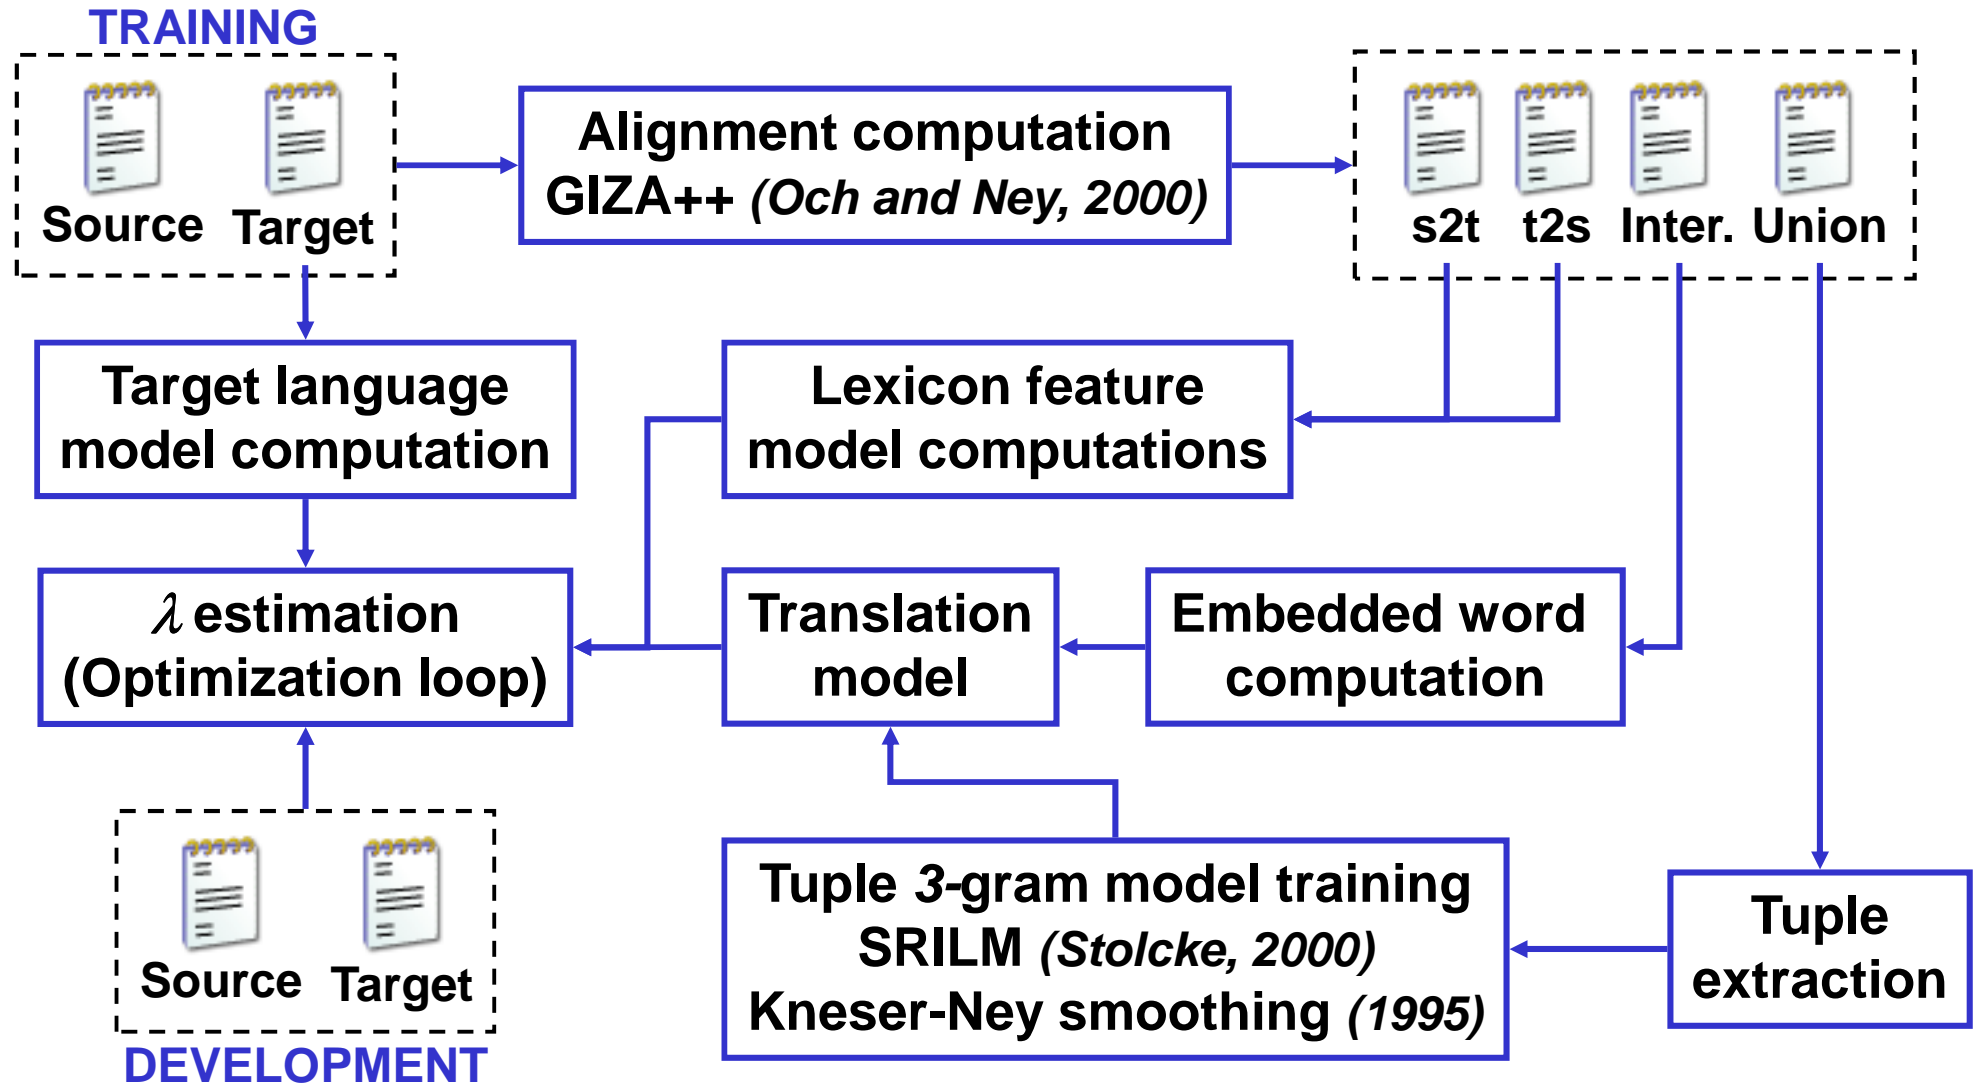 TRAINING
Source Target
Alignment computation
GIZA++ (Och and Ney, 2000)
s2t t2s Inter. Union
Target language
model computation
Lexicon feature
model computations
λ estimation
(Optimization loop)
Translation
model
Embedded word
computation
Source Target
DEVELOPMENT
Tuple 3-gram model training
SRILM (Stolcke, 2000)
Kneser-Ney smoothing (1995)
Tuple
extraction